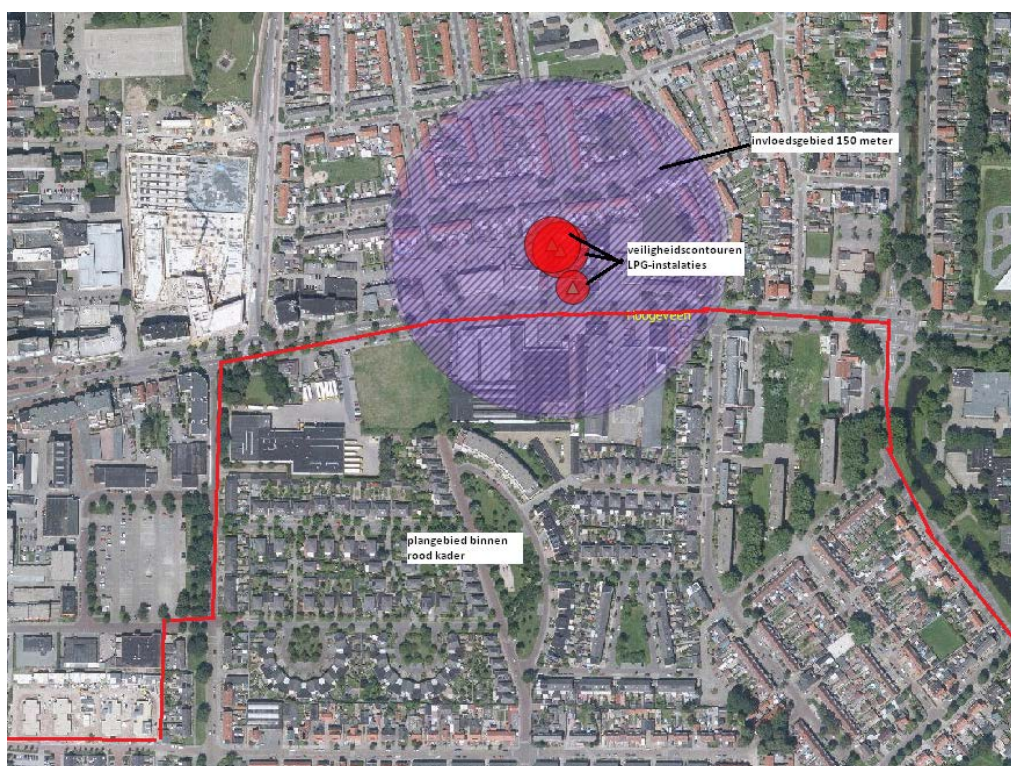 invloedsgebied 150 meter
veiligheidscontouren
LPG-instalaties
Hoogeveen
plangebied binnen
rood kader